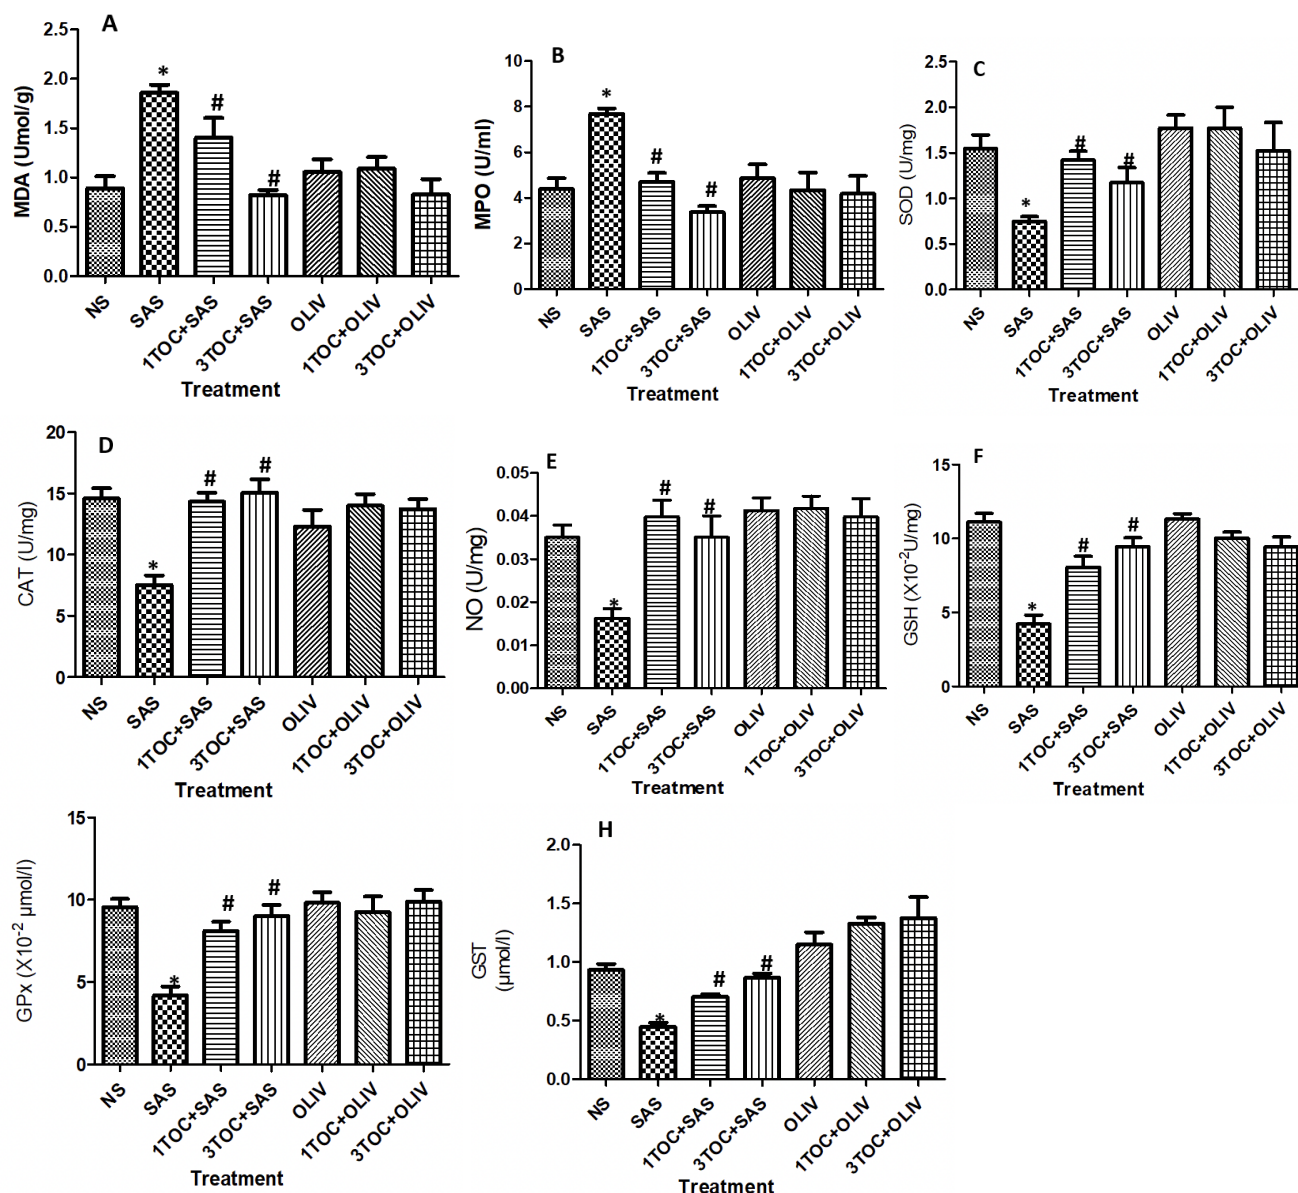 A
MDA (Umol/g)
2.5
2.0
1.5
1.0
0.5
0.0
*
#
#
NS
SAS
1TOC+SAS
3TOC+SAS
OLIV
1TOC+OLIV
3TOC+OLIV
Treatment
B
MPO (U/ml)
10
8
6
4
2
0
*
#
#
NS
SAS
1TOC+SAS
3TOC+SAS
OLIV
1TOC+OLIV
3TOC+OLIV
Treatment
C
SOD (U/mg)
2.5
2.0
1.5
1.0
0.5
0.0
*
#
#
NS
SAS
1TOC+SAS
3TOC+SAS
OLIV
1TOC+OLIV
3TOC+OLIV
Treatment
D
CAT (U/mg)
20
15
10
5
0
*
#
#
NS
SAS
1TOC+SAS
3TOC+SAS
OLIV
1TOC+OLIV
3TOC+OLIV
Treatment
E
NO (U/mg)
0.05
0.04
0.03
0.02
0.01
0.00
*
#
#
NS
SAS
1TOC+SAS
3TOC+SAS
OLIV
1TOC+OLIV
3TOC+OLIV
Treatment
F
GSH (X10⁻²U/mg)
15
10
5
0
*
#
#
NS
SAS
1TOC+SAS
3TOC+SAS
OLIV
1TOC+OLIV
3TOC+OLIV
Treatment
GPx (X10⁻² µmol/l)
15
10
5
0
*
#
#
NS
SAS
1TOC+SAS
3TOC+SAS
OLIV
1TOC+OLIV
3TOC+OLIV
Treatment
H
GST
(µmol/l)
2.0
1.5
1.0
0.5
0.0
*
#
#
NS
SAS
1TOC+SAS
3TOC+SAS
OLIV
1TOC+OLIV
3TOC+OLIV
Treatment